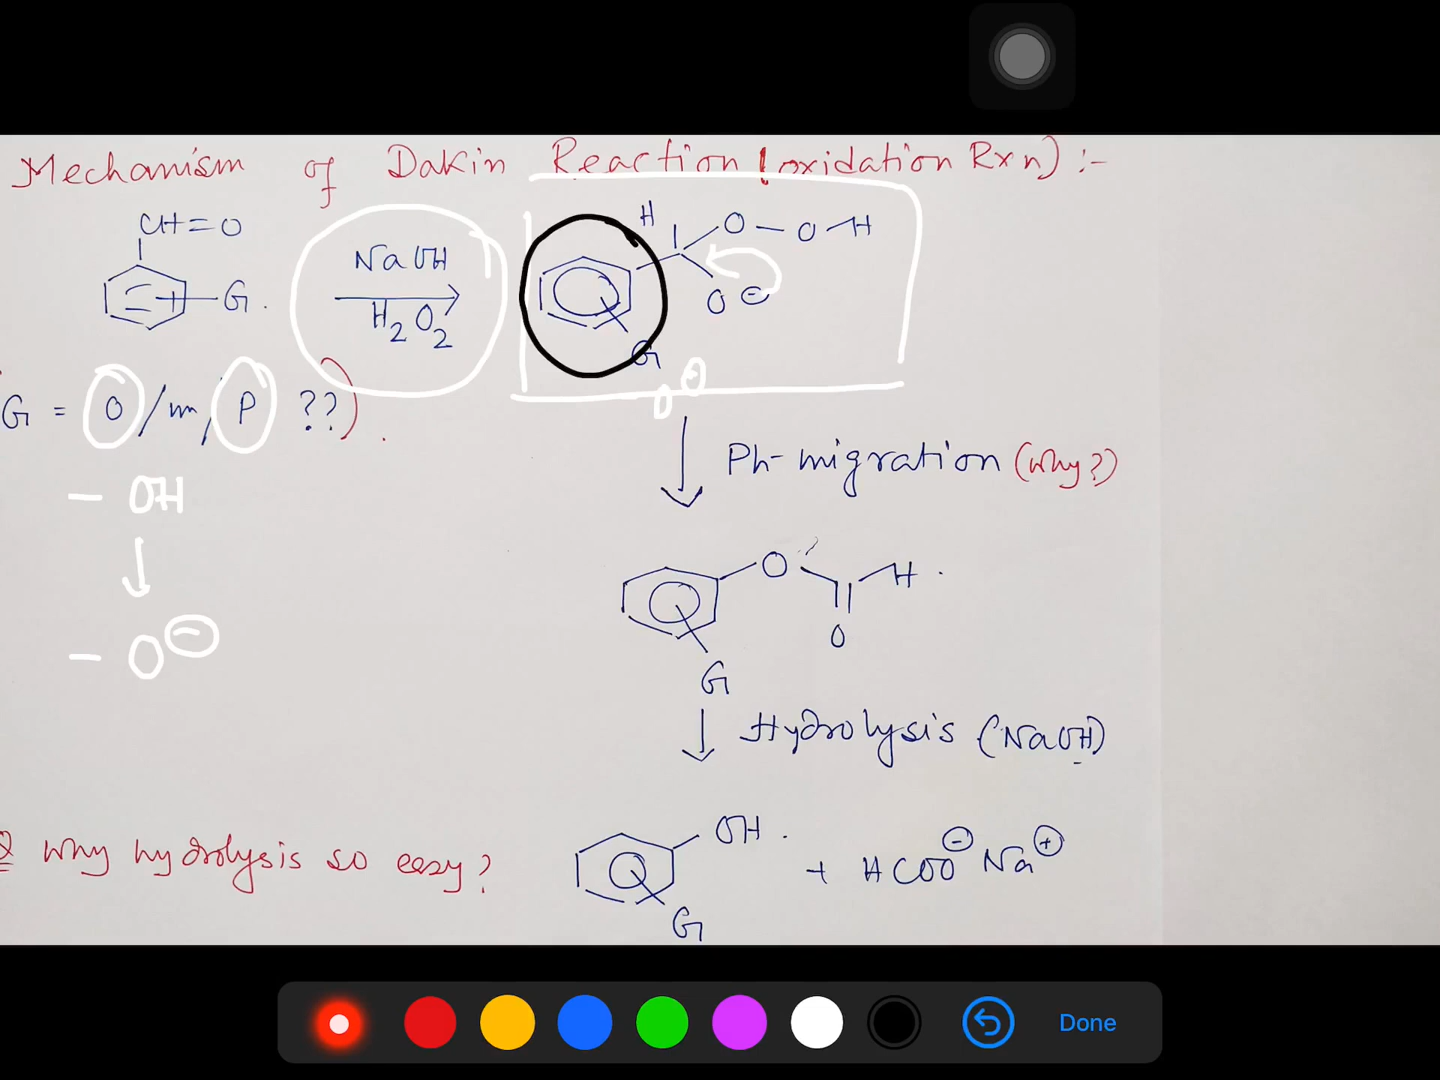 Mechanism of Dakin Reaction (oxidation Rxn) :-
CH=O
G.
NaOH
H2O2
H
O - O - H
O ⊖
G
G = O/m/P ??).
O ⊖
- OH
- O ⊖
Ph-migration (why?)
O
H.
O
G
Hydrolysis (NaOH)
Q why hydrolysis so easy?
OH.
G
+ HCOO⊖ Na⊕
Done